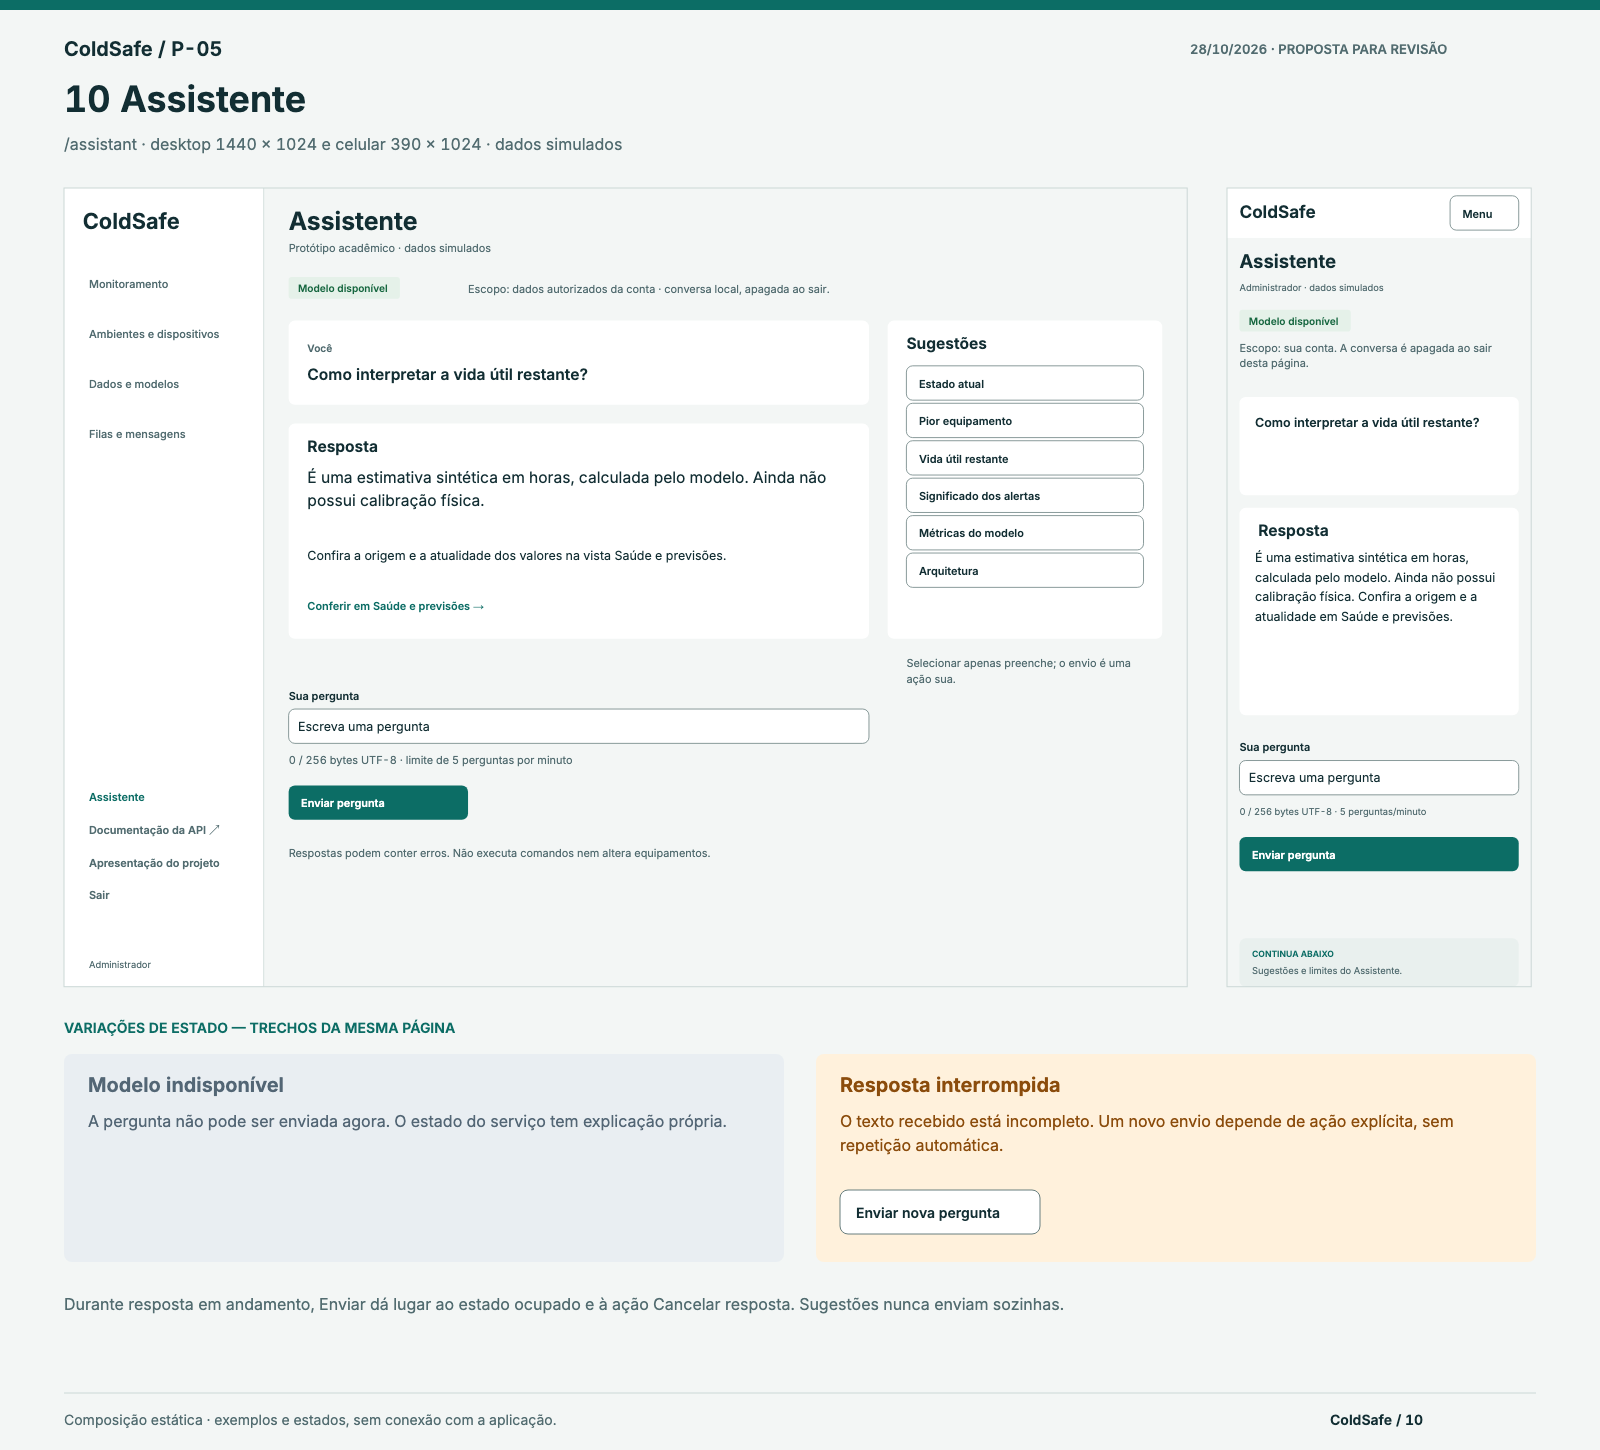 ColdSafe / P-05
28/10/2026 · PROPOSTA PARA REVISÃO
10 Assistente
/assistant · desktop 1440 × 1024 e celular 390 × 1024 · dados simulados
ColdSafe
Monitoramento
Ambientes e dispositivos
Dados e modelos
Filas e mensagens
Assistente
Documentação da API ↗
Apresentação do projeto
Sair
Administrador
Assistente
Protótipo acadêmico · dados simulados
Modelo disponível
Escopo: dados autorizados da conta · conversa local, apagada ao sair.
Você
Como interpretar a vida útil restante?
Resposta
É uma estimativa sintética em horas, calculada pelo modelo. Ainda não
possui calibração física.
Confira a origem e a atualidade dos valores na vista Saúde e previsões.
Conferir em Saúde e previsões →
Sugestões
Estado atual
Pior equipamento
Vida útil restante
Significado dos alertas
Métricas do modelo
Arquitetura
Selecionar apenas preenche; o envio é uma
ação sua.
Sua pergunta
Escreva uma pergunta
0 / 256 bytes UTF-8 · limite de 5 perguntas por minuto
Enviar pergunta
Respostas podem conter erros. Não executa comandos nem altera equipamentos.
ColdSafe
Menu
Assistente
Administrador · dados simulados
Modelo disponível
Escopo: sua conta. A conversa é apagada ao sair
desta página.
Como interpretar a vida útil restante?
Resposta
É uma estimativa sintética em horas,
calculada pelo modelo. Ainda não possui
calibração física. Confira a origem e a
atualidade em Saúde e previsões.
Sua pergunta
Escreva uma pergunta
0 / 256 bytes UTF-8 · 5 perguntas/minuto
Enviar pergunta
CONTINUA ABAIXO
Sugestões e limites do Assistente.
VARIAÇÕES DE ESTADO — TRECHOS DA MESMA PÁGINA
Modelo indisponível
A pergunta não pode ser enviada agora. O estado do serviço tem explicação própria.
Resposta interrompida
O texto recebido está incompleto. Um novo envio depende de ação explícita, sem
repetição automática.
Enviar nova pergunta
Durante resposta em andamento, Enviar dá lugar ao estado ocupado e à ação Cancelar resposta. Sugestões nunca enviam sozinhas.
Composição estática · exemplos e estados, sem conexão com a aplicação.
ColdSafe / 10